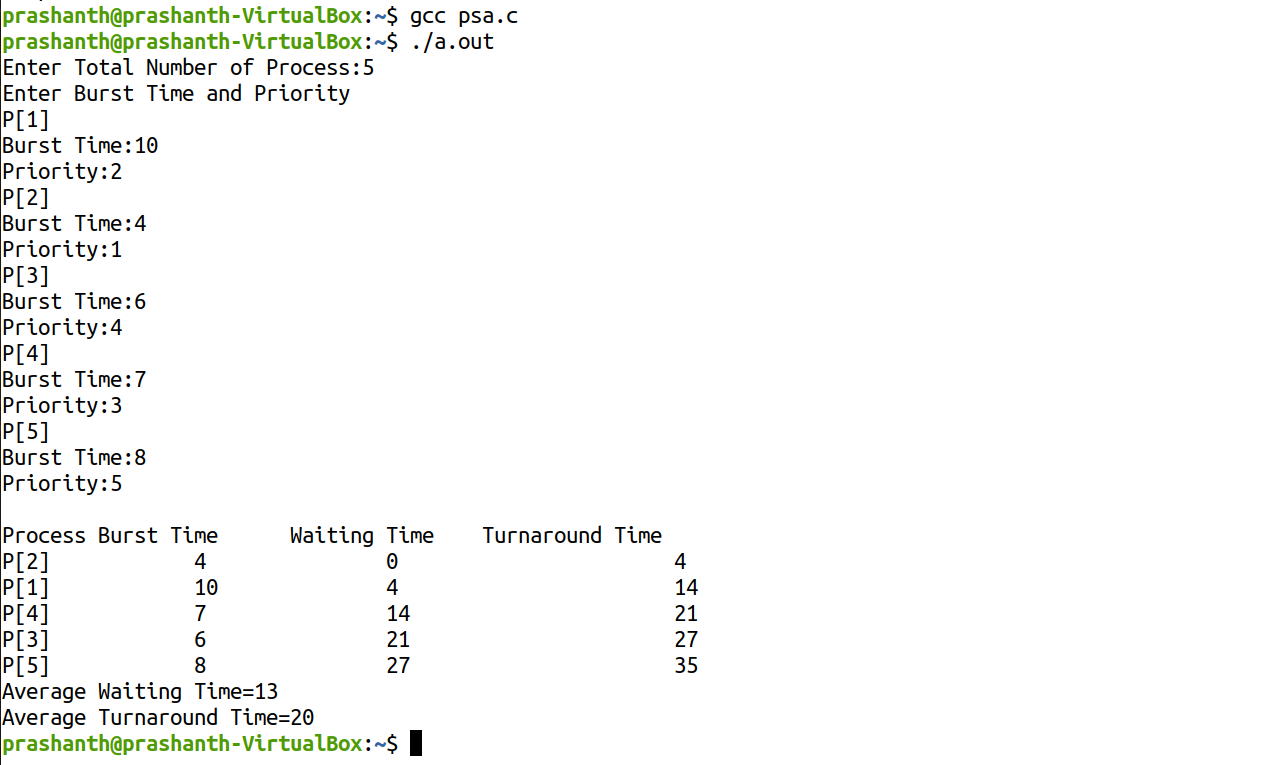 prashanth@prashanth-VirtualBox:~$ gcc psa.c
prashanth@prashanth-VirtualBox:~$ ./a.out
Enter Total Number of Process:5
Enter Burst Time and Priority
P[1]
Burst Time:10
Priority:2
P[2]
Burst Time:4
Priority:1
P[3]
Burst Time:6
Priority:4
P[4]
Burst Time:7
Priority:3
P[5]
Burst Time:8
Priority:5

Process Burst Time      Waiting Time    Turnaround Time
P[2]            4               0                       4
P[1]            10              4                       14
P[4]            7               14                      21
P[3]            6               21                      27
P[5]            8               27                      35
Average Waiting Time=13
Average Turnaround Time=20
prashanth@prashanth-VirtualBox:~$